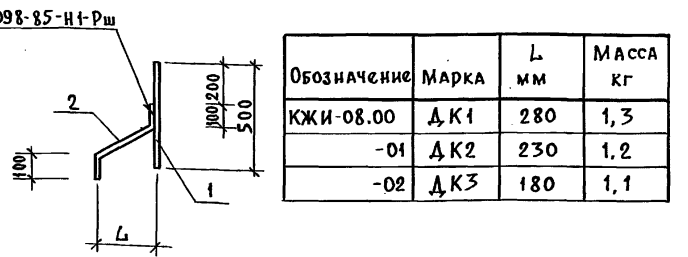 098-85-Н1-Рш
2
100
100 200
500
1
L
Обозначение Марка L мм Масса кг
КЖИ-08.00 ДК1 280 1,3
-01 ДК2 230 1,2
-02 ДК3 180 1,1